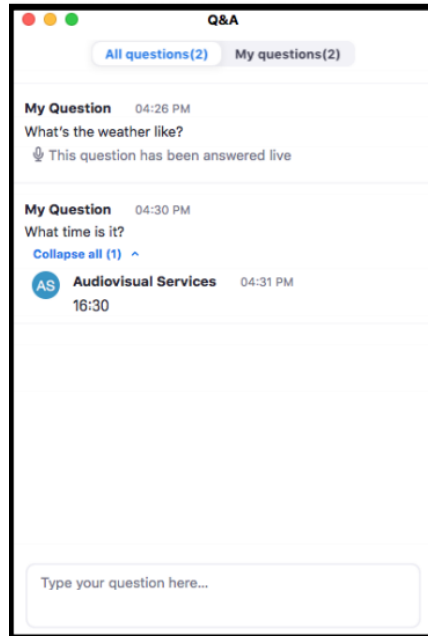 Q&A
All questions(2) My questions(2)
My Question 04:26 PM
What's the weather like?
This question has been answered live
My Question 04:30 PM
What time is it?
Collapse all (1)
AS Audiovisual Services 04:31 PM
16:30
Type your question here...